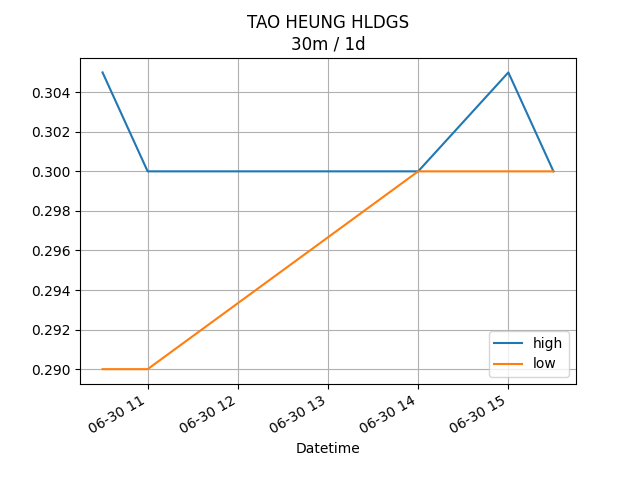 TAO HEUNG HLDGS
30m / 1d
0.304
0.302
0.300
0.298
0.296
0.294
0.292
0.290
high
low
06-30 11
06-30 12
06-30 13
06-30 14
06-30 15
Datetime